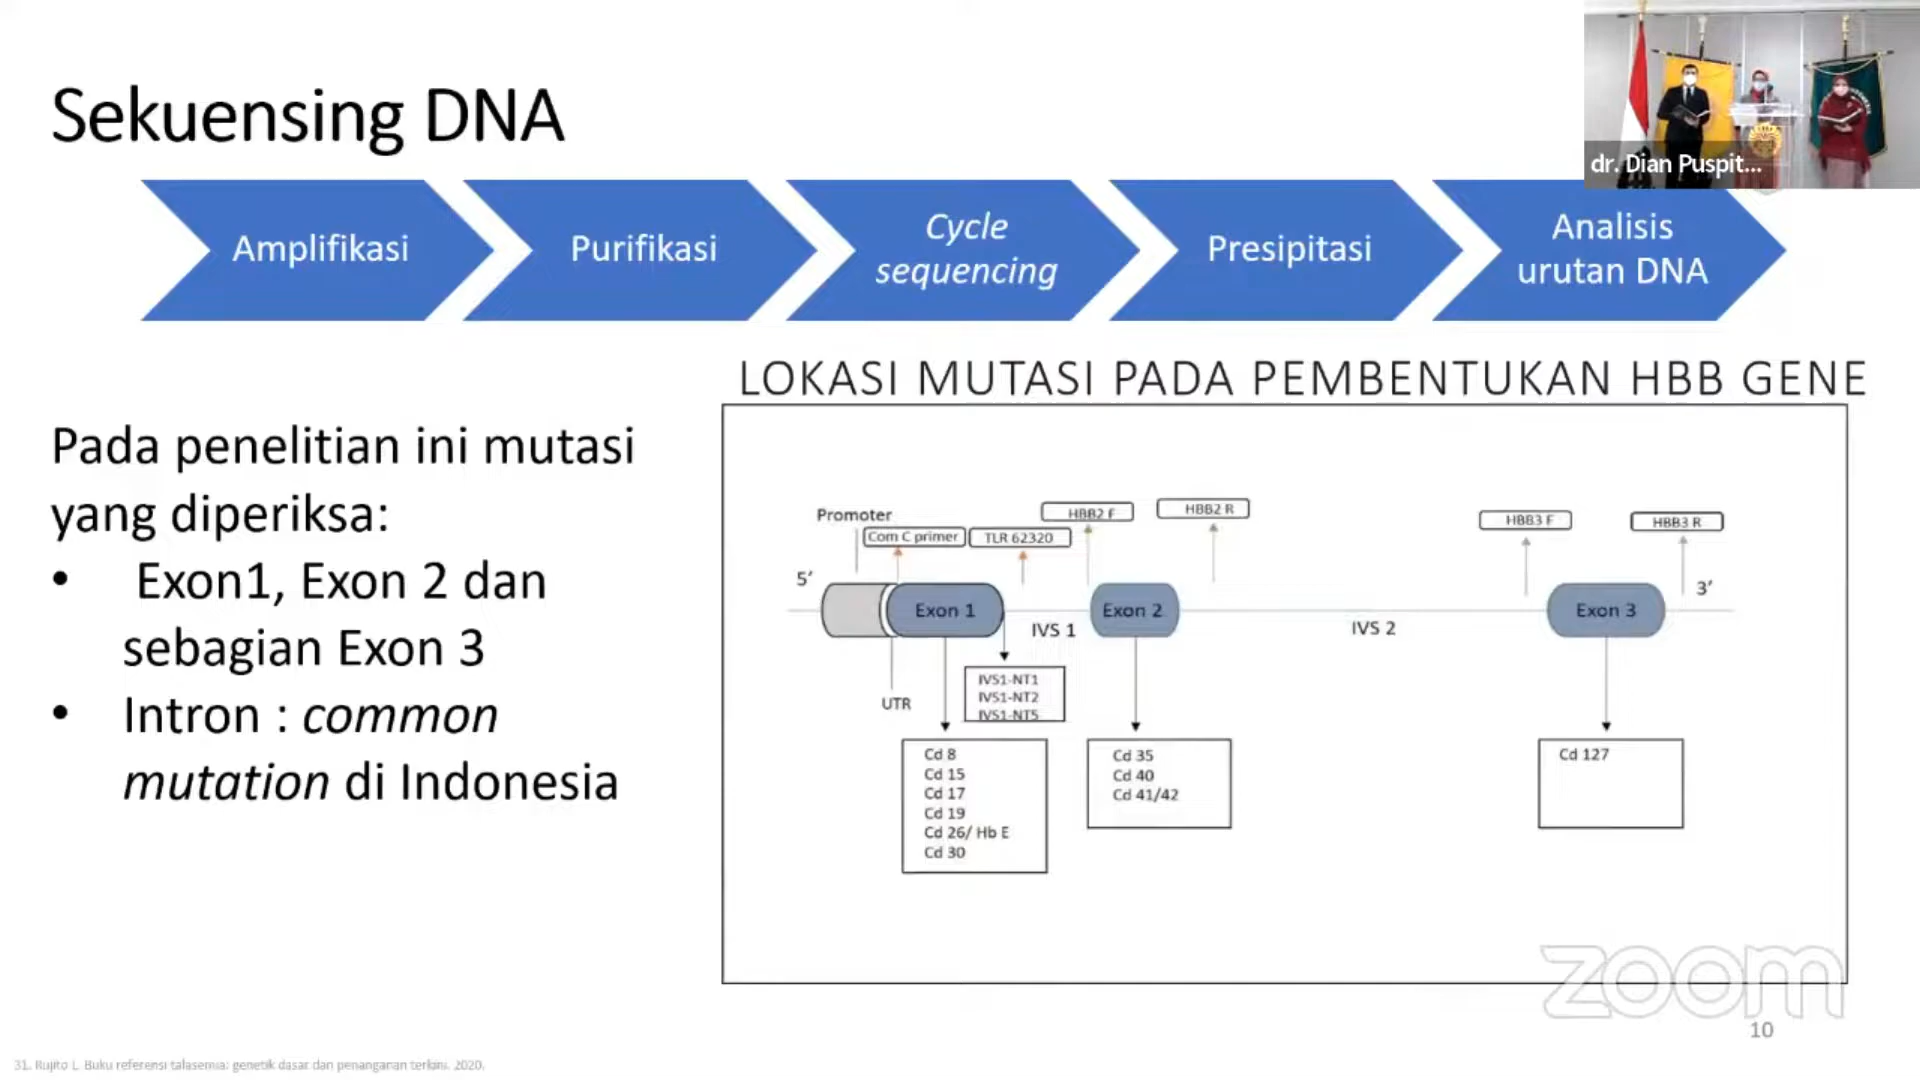 Sekuensing DNA
dr. Dian Puspit...
Amplifikasi
Purifikasi
Cycle
sequencing
Presipitasi
Analisis
urutan DNA
Pada penelitian ini mutasi
yang diperiksa:
• Exon1, Exon 2 dan
sebagian Exon 3
• Intron : common
mutation di Indonesia
LOKASI MUTASI PADA PEMBENTUKAN HBB GENE
Promoter
Com C primer
TLR 62320
HBB2 F
HBB2 R
HBB3 F
HBB3 R
5’
Exon 1
IVS 1
Exon 2
IVS 2
Exon 3
3’
UTR
IVS1-NT1
IVS1-NT2
IVS1-NT5
Cd 8
Cd 15
Cd 17
Cd 19
Cd 26/ Hb E
Cd 30
Cd 35
Cd 40
Cd 41/42
Cd 127
zoom
10
31. Rujito L. Buku referensi talasemia: genetik dasar dan penanganan terkini. 2020.